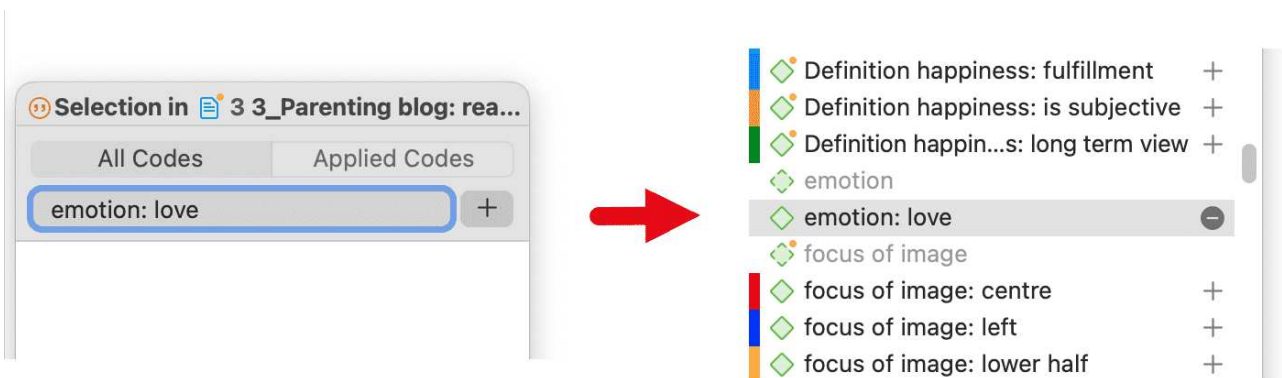 Selection in 3 3_Parenting blog: rea...
All Codes
Applied Codes
emotion: love +
Definition happiness: fulfillment +
Definition happiness: is subjective +
Definition happin...s: long term view +
emotion
emotion: love
focus of image
focus of image: centre +
focus of image: left +
focus of image: lower half +